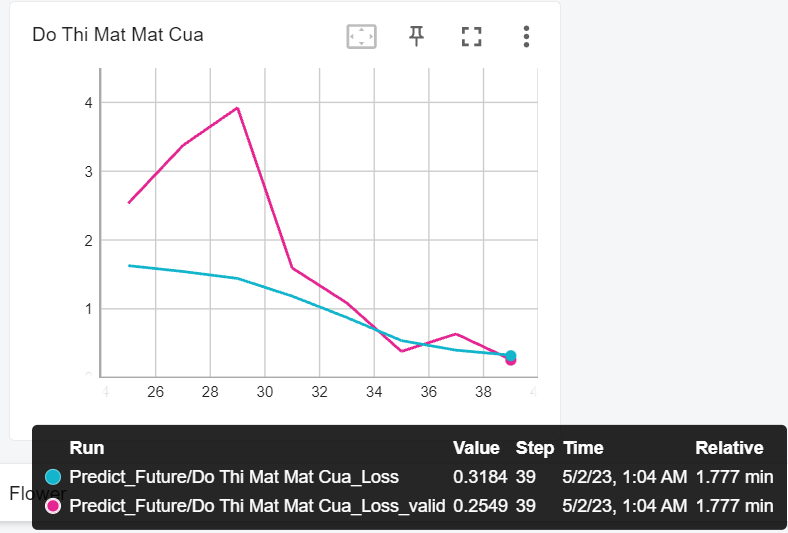 Do Thi Mat Mat Cua
4
3
2
1
0
4 26 28 30 32 34 36 38 4
Run Value Step Time Relative
Predict_Future/Do Thi Mat Mat Cua_Loss 0.3184 39 5/2/23, 1:04 AM 1.777 min
Predict_Future/Do Thi Mat Mat Cua_Loss_valid 0.2549 39 5/2/23, 1:04 AM 1.777 min
Flower